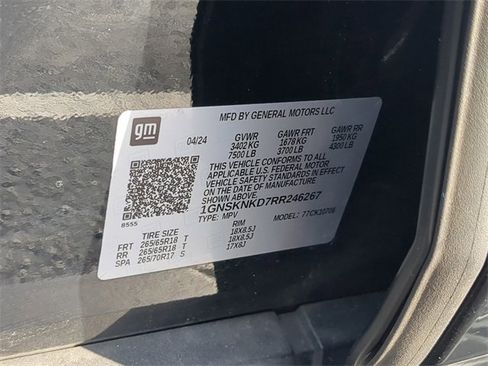 gm
MFD BY GENERAL MOTORS LLC
04/24 GVWR GAWR FRT GAWR RR
3402 KG 1678 KG 1950 KG
7500 LB 3700 LB 4300 LB
THIS VEHICLE CONFORMS TO ALL
APPLICABLE U.S. FEDERAL MOTOR
VEHICLE SAFETY STANDARDS IN EFFECT
ON THE DATE OF MANUFACTURE
1GNSKNKD7RR246267
8555
TYPE: MPV MODEL: 77CK10706
TIRE SIZE RIM
FRT 265/65R18 T 18X8.5J
RR 265/65R18 T 18X8.5J
SPA 265/70R17 S 17X8J